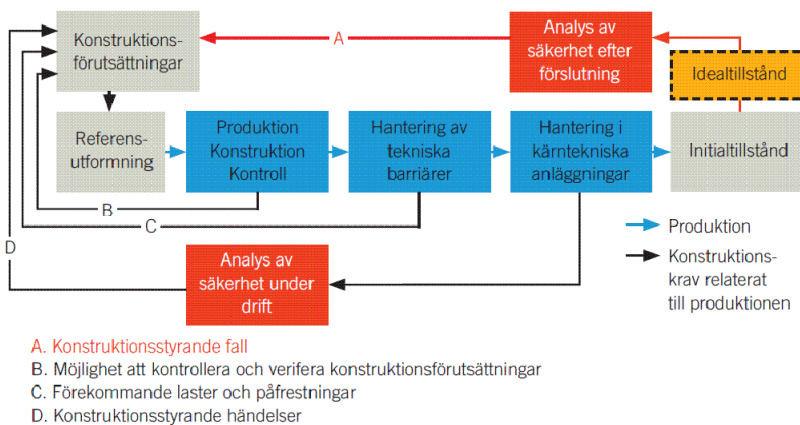 Konstruktions-
förutsättningar
A
Analys av
säkerhet efter
förslutning
Idealtillstånd
Referens-
utformning
Produktion
Konstruktion
Kontroll
Hantering av
tekniska
barriärer
Hantering i
kärntekniska
anläggningar
Initialtillstånd
B
C
D
Analys av
säkerhet under
drift
Produktion
Konstruktions-
krav relaterat
till produktionen
A. Konstruktionsstyrande fall
B. Möjlighet att kontrollera och verifera konstruktionsförutsättningar
C. Förekommande laster och påfrestningar
D. Konstruktionsstyrande händelser